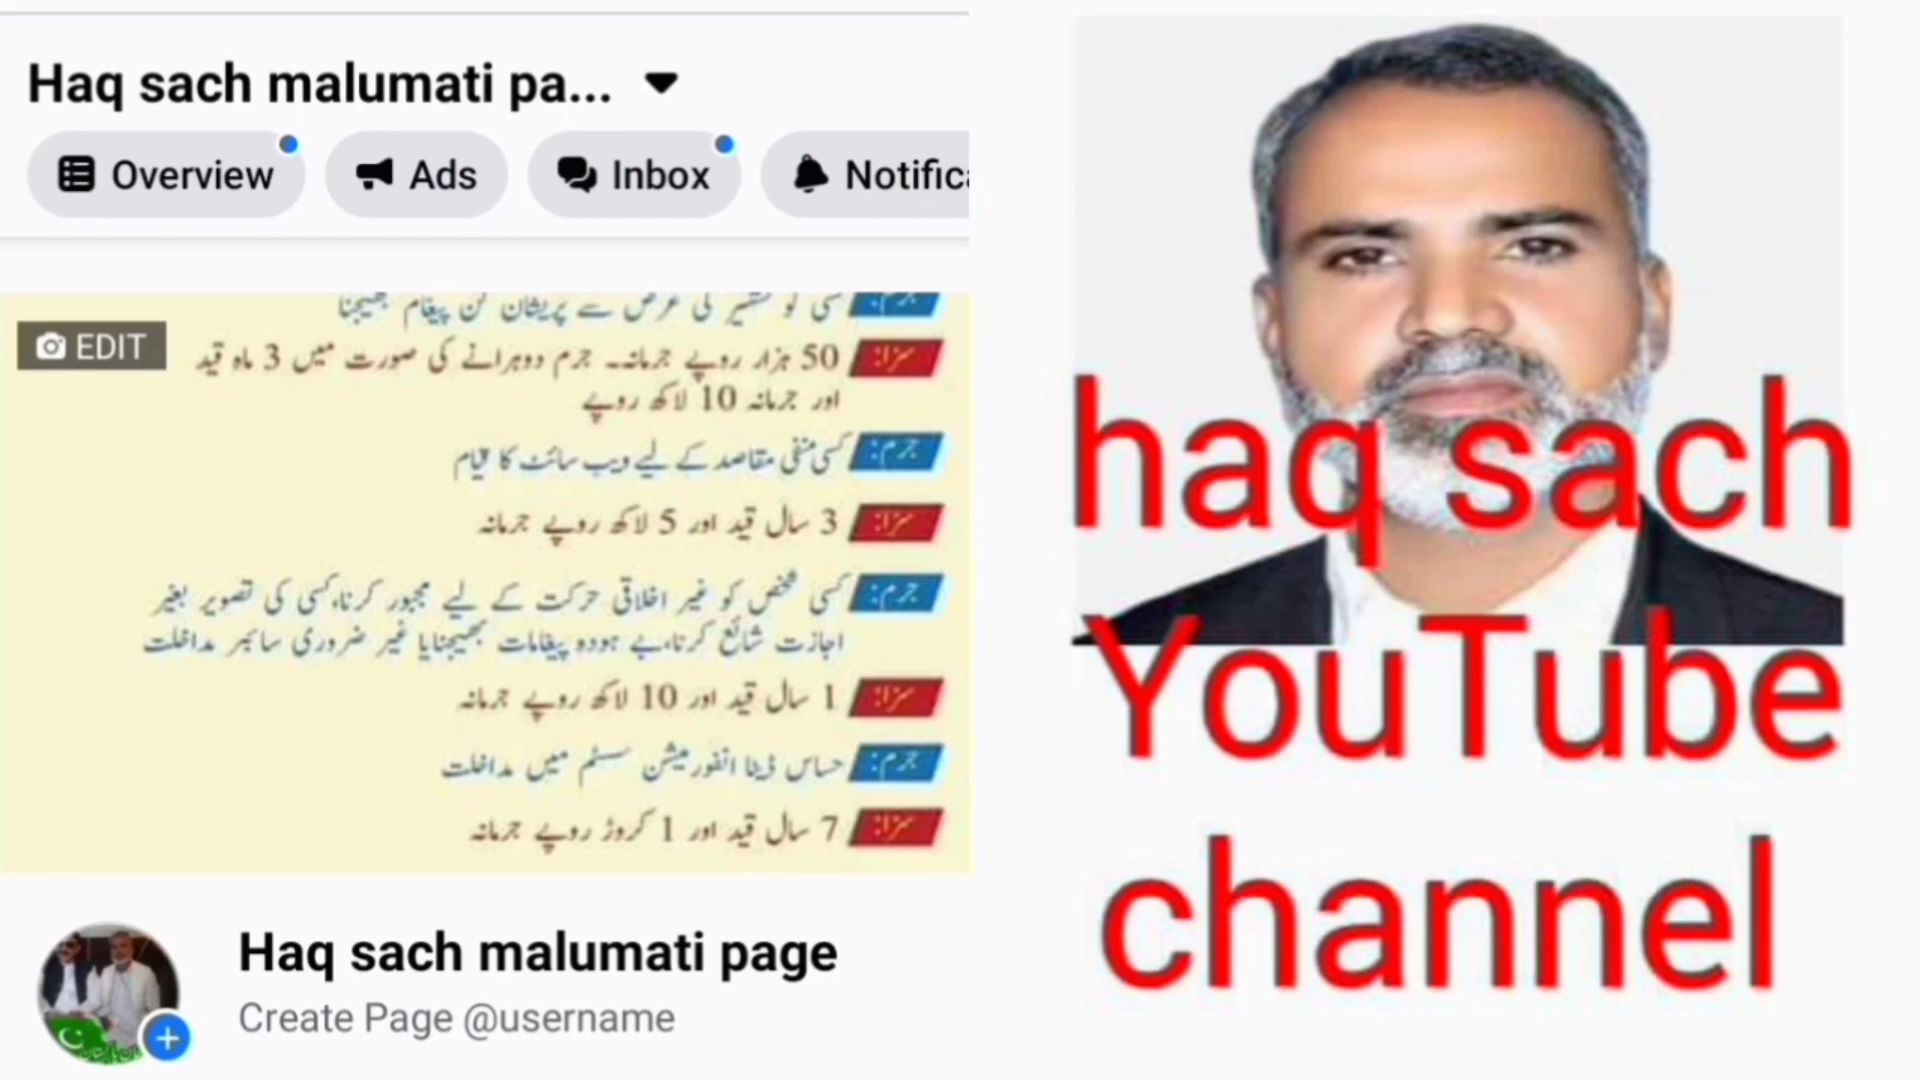 Haq sach malumati pa...
Overview
Ads
Inbox
Notific
EDIT
جرم: کسی کو تشہیر کی غرض سے پریشان کن پیغام بھیجنا
سزا: 50 ہزار روپے جرمانہ۔ جرم دوہرانے کی صورت میں 3 ماہ قید
اور جرمانہ 10 لاکھ روپے
جرم: کسی منفی مقاصد کے لیے ویب سائٹ کا قیام
سزا: 3 سال قید اور 5 لاکھ روپے جرمانہ
جرم: کسی شخص کو غیر اخلاقی حرکت کے لیے مجبور کرنا، کسی کی تصویر بغیر
اجازت شائع کرنا، بے ہودہ پیغامات بھیجنا یا غیر ضروری سائبر مداخلت
سزا: 1 سال قید اور 10 لاکھ روپے جرمانہ
جرم: حساس ڈیٹا انفورمیشن سسٹم میں مداخلت
سزا: 7 سال قید اور 1 کروڑ روپے جرمانہ
Haq sach malumati page
Create Page @username
haq sach
YouTube
channel